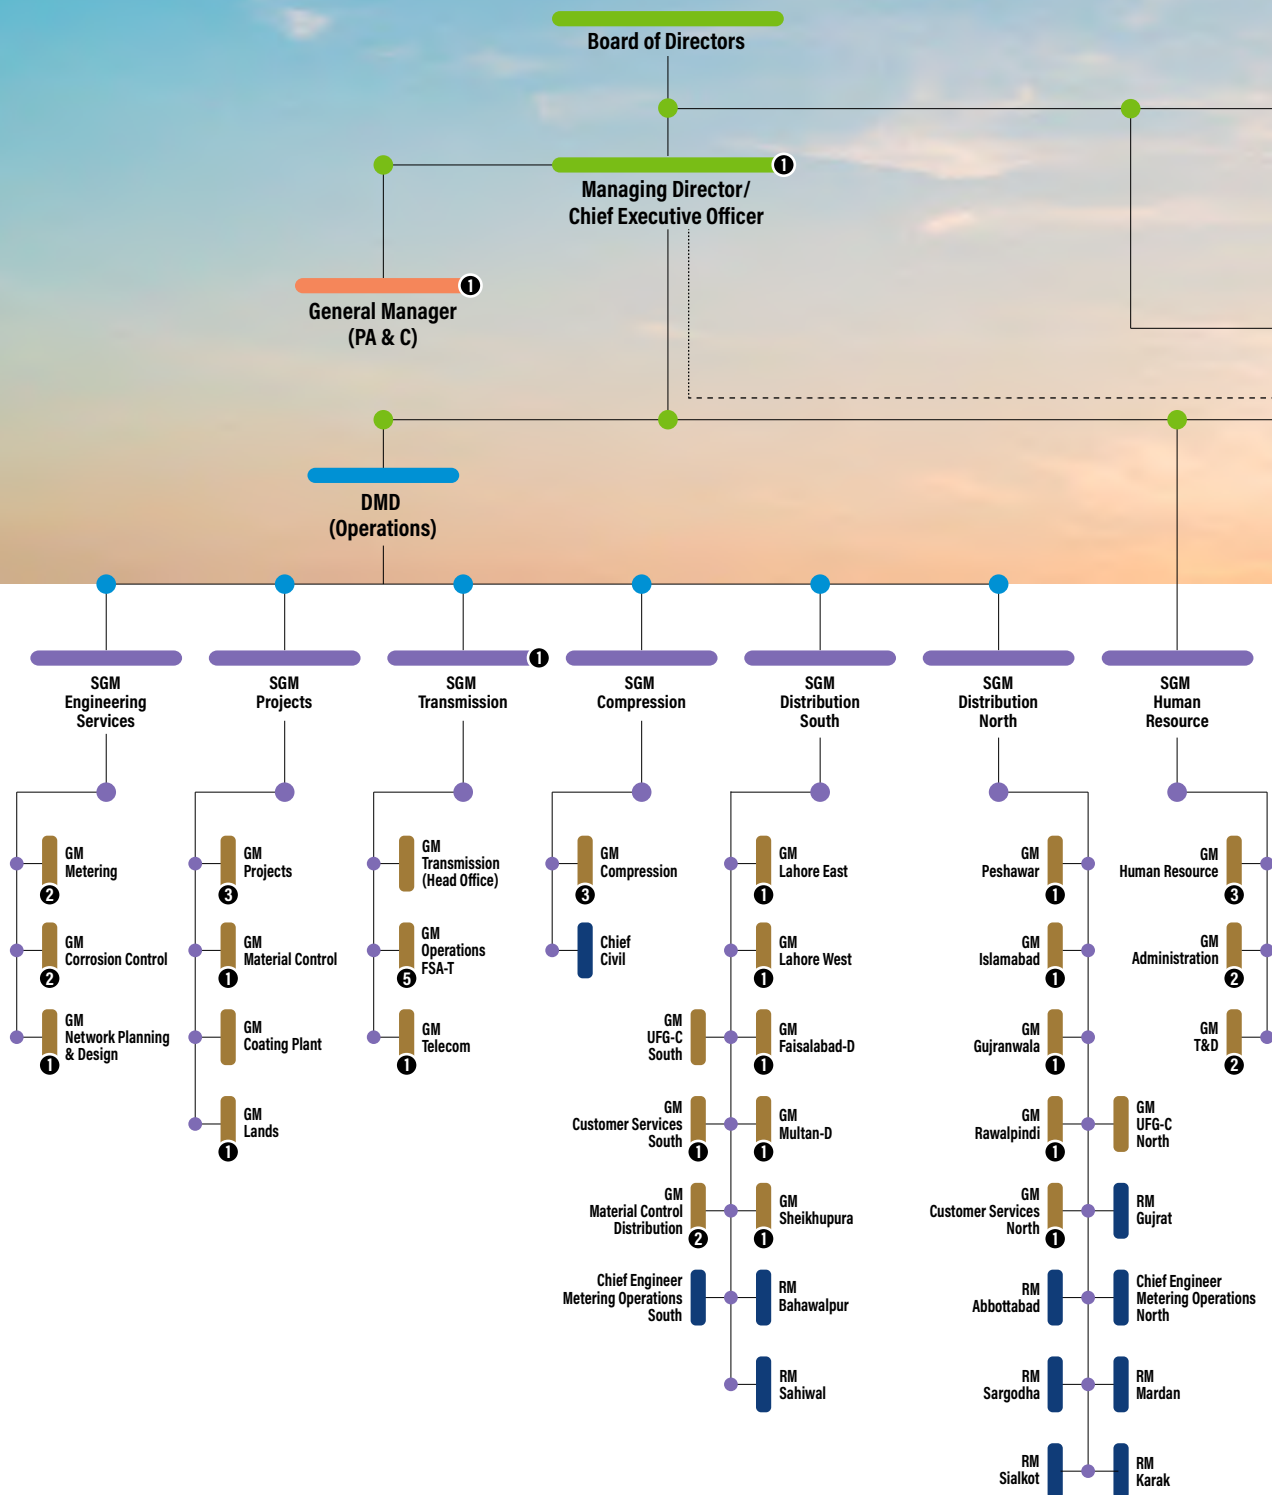 Board of Directors
1
Managing Director/
Chief Executive Officer
1
General Manager
(PA & C)
DMD
(Operations)
SGM
Engineering
Services
SGM
Projects
1
SGM
Transmission
SGM
Compression
SGM
Distribution
South
SGM
Distribution
North
SGM
Human
Resource
GM
Metering
2
GM
Corrosion Control
2
GM
Network Planning
& Design
1
GM
Projects
3
GM
Material Control
1
GM
Coating Plant
GM
Lands
1
GM
Transmission
(Head Office)
GM
Operations
FSA-T
5
GM
Telecom
1
GM
Compression
3
Chief
Civil
GM
Lahore East
1
GM
Lahore West
1
GM
UFG-C
South
GM
Faisalabad-D
1
GM
Customer Services
South
1
GM
Multan-D
1
GM
Material Control
Distribution
2
GM
Sheikhupura
1
Chief Engineer
Metering Operations
South
RM
Bahawalpur
RM
Sahiwal
GM
Peshawar
1
GM
Islamabad
1
GM
Gujranwala
1
GM
Rawalpindi
1
GM
UFG-C
North
GM
Customer Services
North
1
RM
Gujrat
RM
Abbottabad
Chief Engineer
Metering Operations
North
RM
Sargodha
RM
Mardan
RM
Sialkot
RM
Karak
GM
Human Resource
3
GM
Administration
2
GM
T&D
2